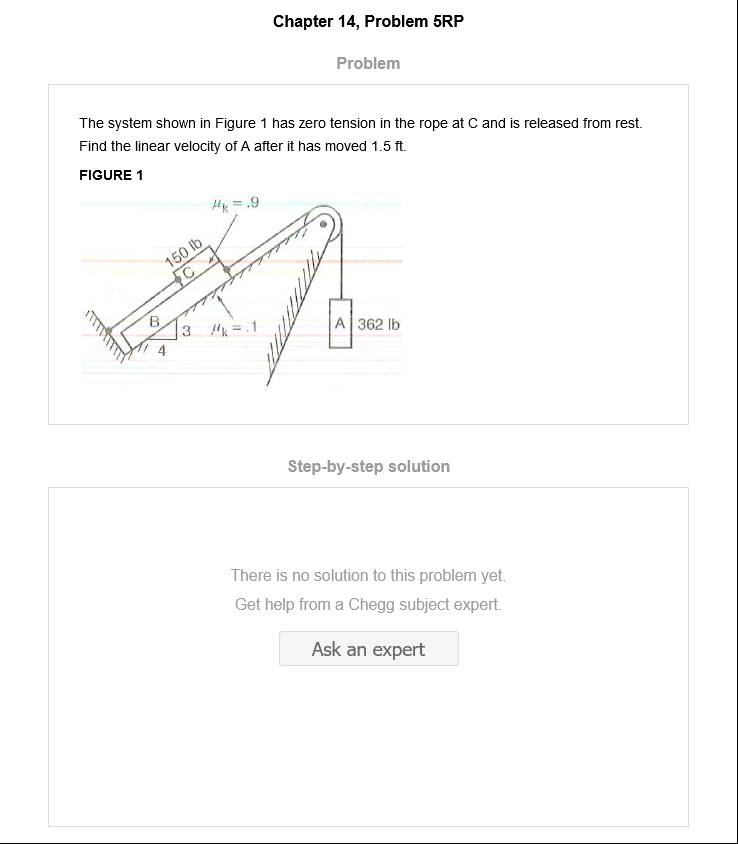 Chapter 14, Problem 5RP
Problem
The system shown in Figure 1 has zero tension in the rope at C and is released from rest.
Find the linear velocity of A after it has moved 1.5 ft.
FIGURE 1
μk = .9
150 lb
C
B
3
μk = .1
A 362 lb
4
Step-by-step solution
There is no solution to this problem yet.
Get help from a Chegg subject expert.
Ask an expert